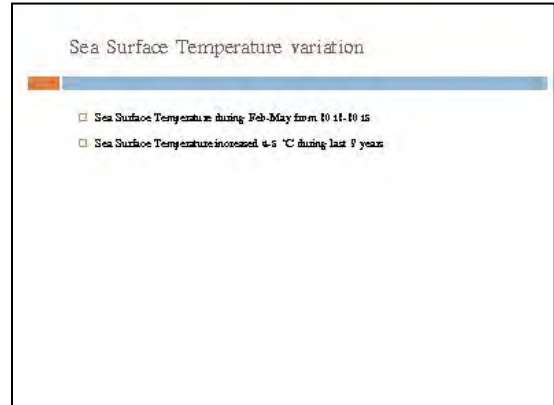 Sea Surface Temperature variation
Sea Surface Temperature during Feb-May from
Sea Surface Temperature increased °C during last years